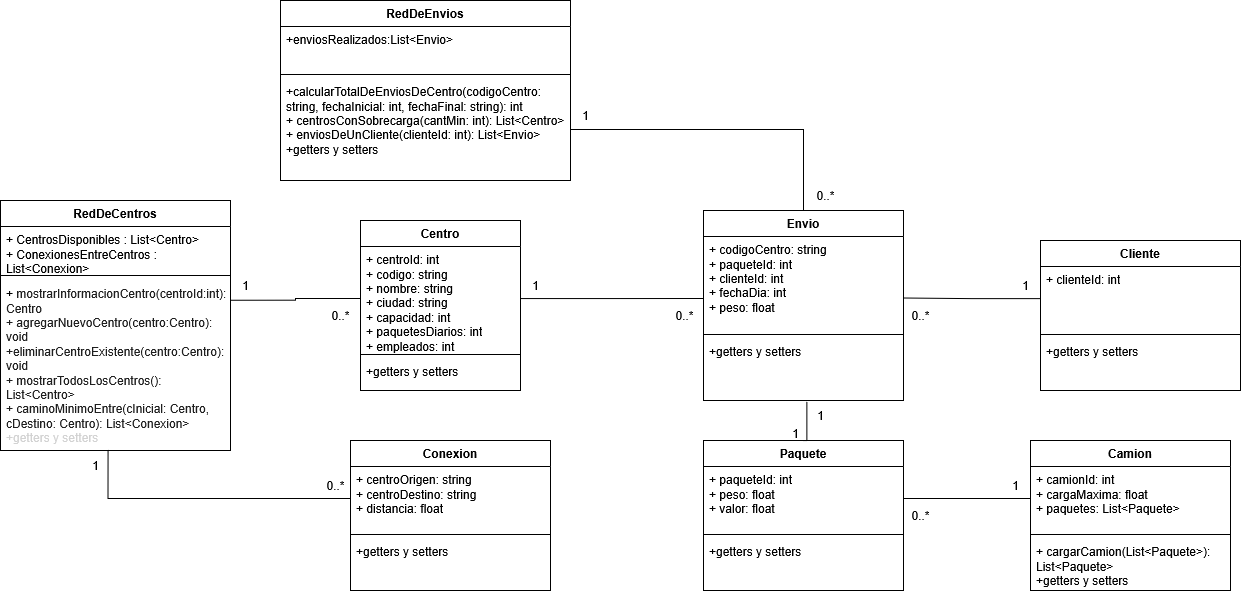 RedDeEnvios
+enviosRealizados:List<Envio>
+calcularTotalDeEnviosDeCentro(codigoCentro:
string, fechaInicial: int, fechaFinal: string): int
+ centrosConSobrecarga(cantMin: int): List<Centro>
+ enviosDeUnCliente(clienteId: int): List<Envio>
+getters y setters
1
0..*
RedDeCentros
+ CentrosDisponibles : List<Centro>
+ ConexionesEntreCentros :
List<Conexion>
+ mostrarInformacionCentro(centroId:int):
Centro
+ agregarNuevoCentro(centro:Centro):
void
+eliminarCentroExistente(centro:Centro):
void
+ mostrarTodosLosCentros():
List<Centro>
+ caminoMinimoEntre(cInicial: Centro,
cDestino: Centro): List<Conexion>
+getters y setters
1
0..*
1
0..*
Centro
+ centroId: int
+ codigo: string
+ nombre: string
+ ciudad: string
+ capacidad: int
+ paquetesDiarios: int
+ empleados: int
+getters y setters
1
0..*
Envio
+ codigoCentro: string
+ paqueteId: int
+ clienteId: int
+ fechaDia: int
+ peso: float
+getters y setters
1
0..*
Cliente
+ clienteId: int
+getters y setters
1
1
Conexion
+ centroOrigen: string
+ centroDestino: string
+ distancia: float
+getters y setters
Paquete
+ paqueteId: int
+ peso: float
+ valor: float
+getters y setters
1
0..*
Camion
+ camionId: int
+ cargaMaxima: float
+ paquetes: List<Paquete>
+ cargarCamion(List<Paquete>):
List<Paquete>
+getters y setters